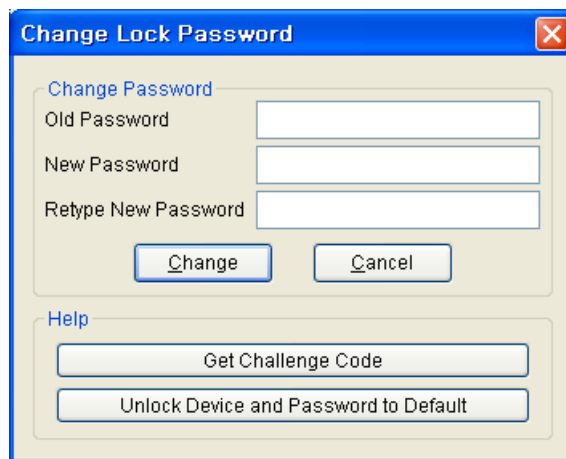 Change Lock Password
Change Password
Old Password
New Password
Retype New Password
Change Cancel
Help
Get Challenge Code
Unlock Device and Password to Default